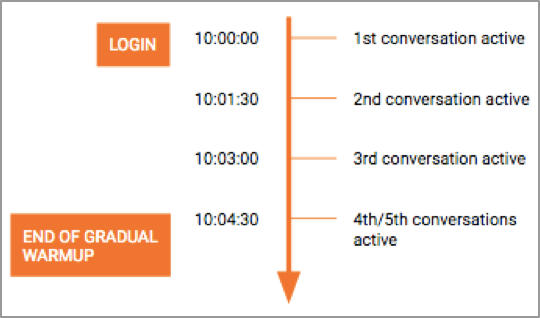 LOGIN
10:00:00
1st conversation active
10:01:30
2nd conversation active
10:03:00
3rd conversation active
10:04:30
4th/5th conversations
active
END OF GRADUAL
WARMUP